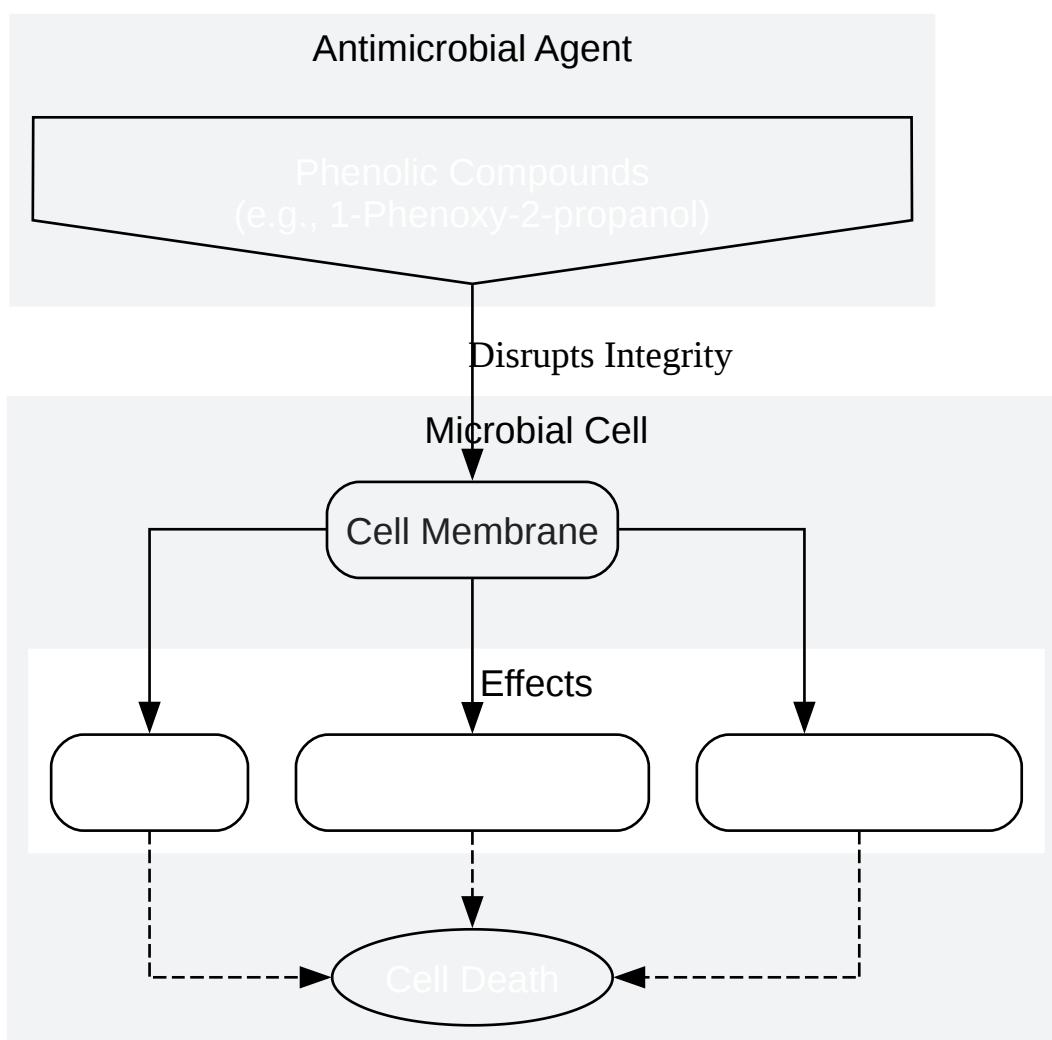 Antimicrobial Agent
Phenolic Compounds
(e.g., 1-Phenoxy-2-propanol)
Disrupts Integrity
Microbial Cell
Cell Membrane
Effects
Cell Death